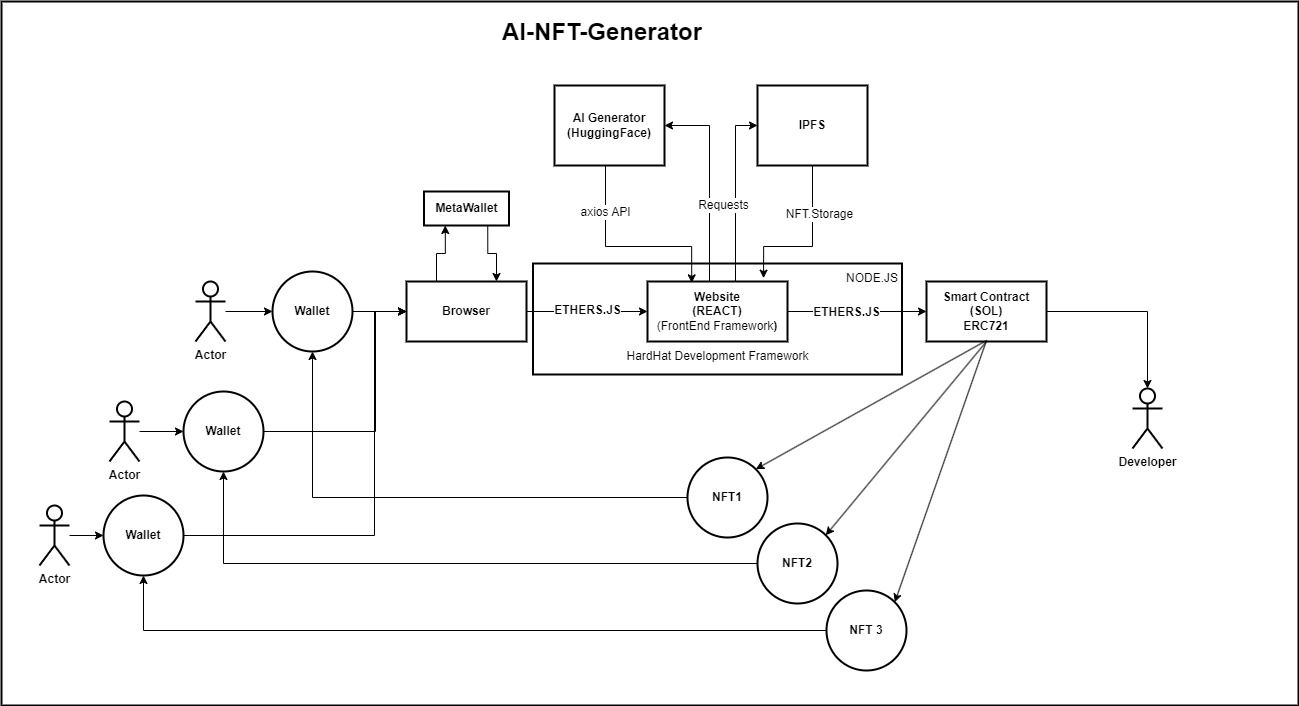 AI-NFT-Generator
AI Generator
(HuggingFace)
IPFS
axios API
Requests
NFT.Storage
MetaWallet
NODE.JS
Actor
Wallet
Browser
ETHERS.JS
Website
(REACT)
(FrontEnd Framework)
ETHERS.JS
Smart Contract
(SOL)
ERC721
HardHat Development Framework
Actor
Wallet
Developer
Actor
Wallet
NFT1
NFT2
NFT 3